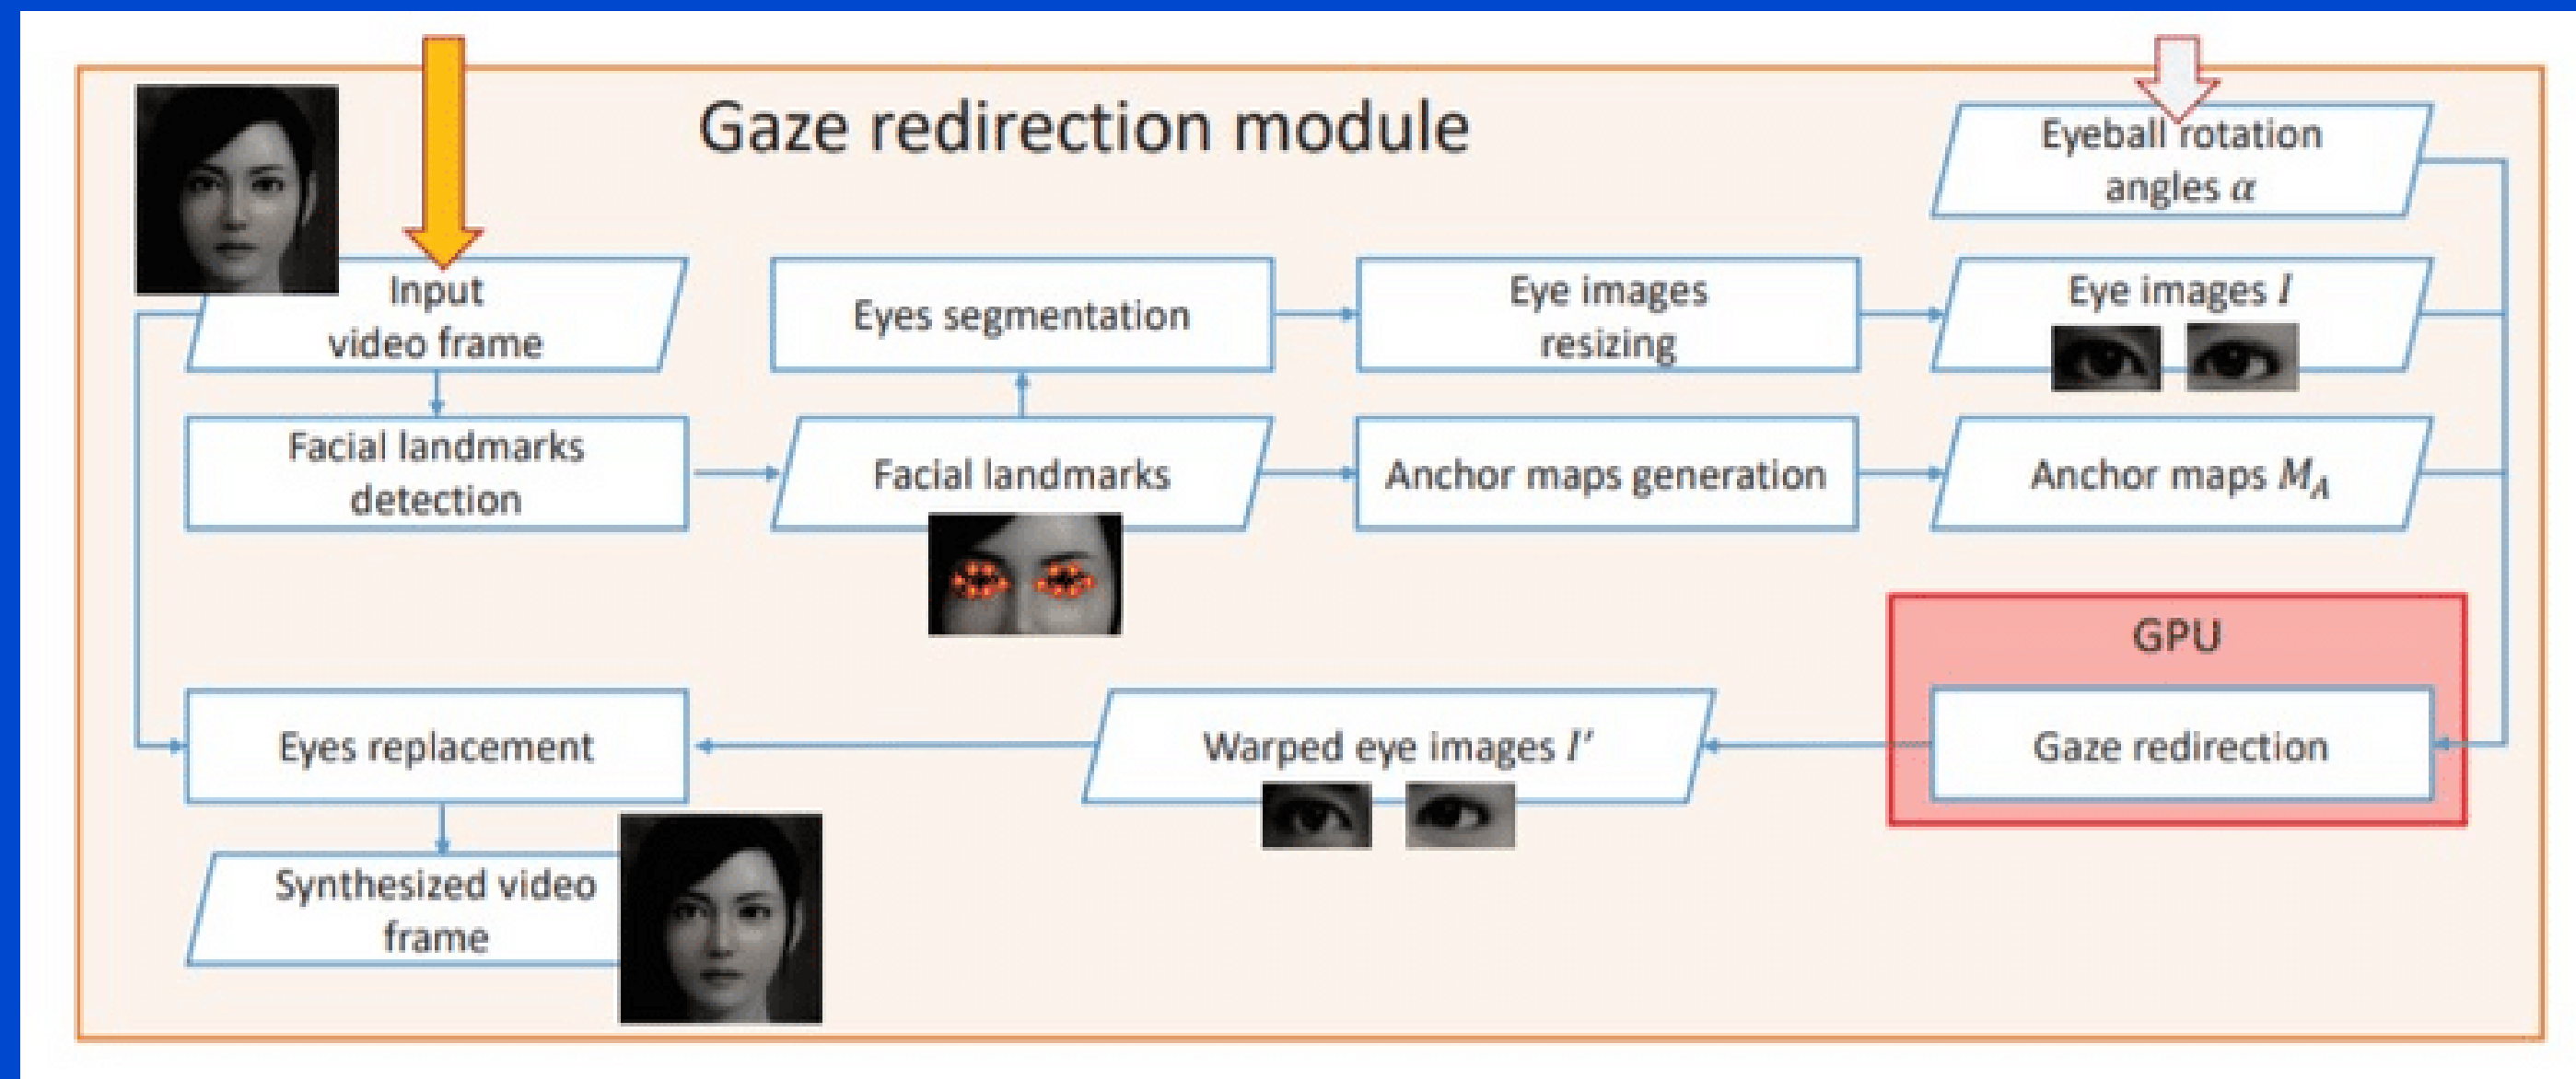 Gaze redirection module
Eyeball rotation
angles α
Input
video frame
Eyes segmentation
Eye images
resizing
Eye images I
Facial landmarks
detection
Facial landmarks
Anchor maps generation
Anchor maps M_A
GPU
Eyes replacement
Warped eye images I′
Gaze redirection
Synthesized video
frame